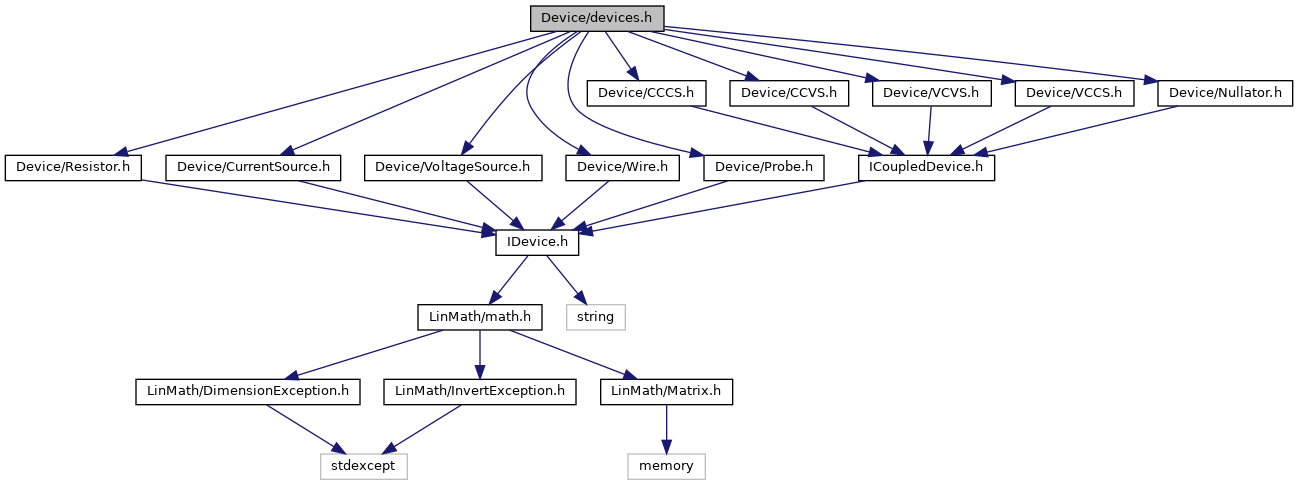 Device/devices.h
Device/CCCS.h
Device/CCVS.h
Device/VCVS.h
Device/VCCS.h
Device/Nullator.h
Device/Resistor.h
Device/CurrentSource.h
Device/VoltageSource.h
Device/Wire.h
Device/Probe.h
ICoupledDevice.h
IDevice.h
LinMath/math.h
string
LinMath/DimensionException.h
LinMath/InvertException.h
LinMath/Matrix.h
stdexcept
memory